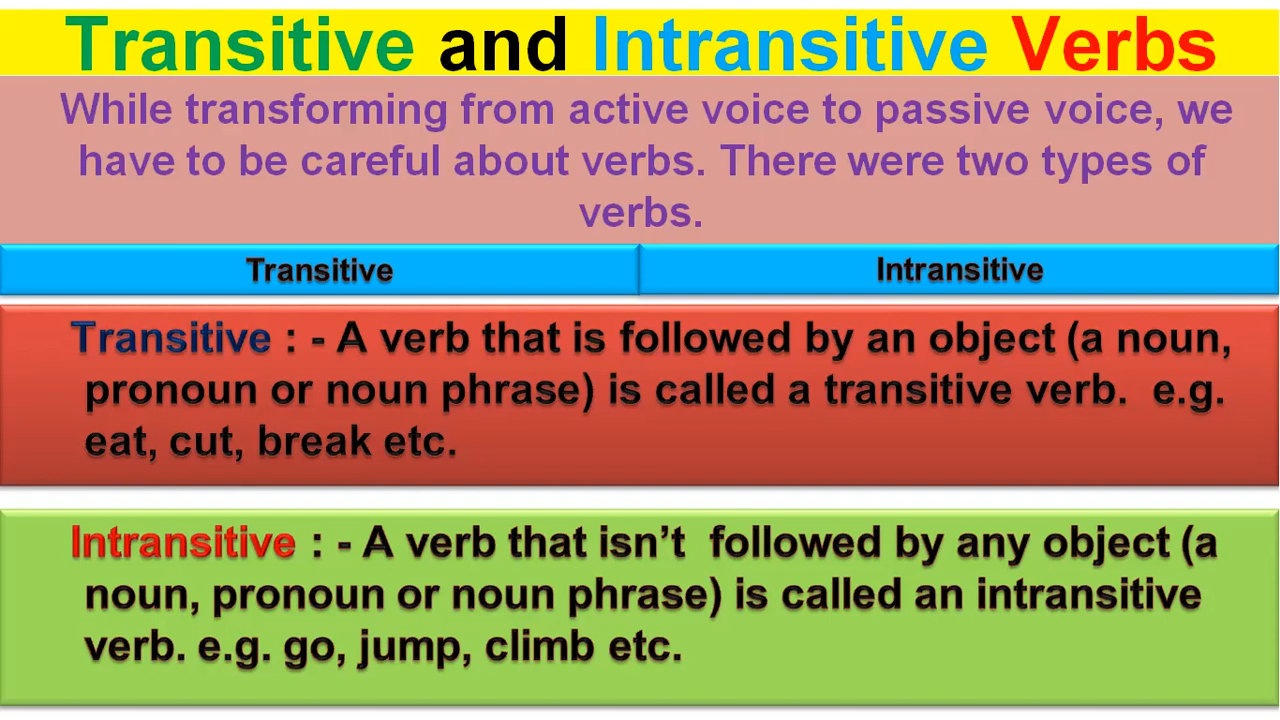 Transitive and Intransitive Verbs
While transforming from active voice to passive voice, we
have to be careful about verbs. There were two types of
verbs.
Transitive
Intransitive
Transitive : - A verb that is followed by an object (a noun,
pronoun or noun phrase) is called a transitive verb.  e.g.
eat, cut, break etc.
Intransitive : - A verb that isn’t  followed by any object (a
noun, pronoun or noun phrase) is called an intransitive
verb. e.g. go, jump, climb etc.